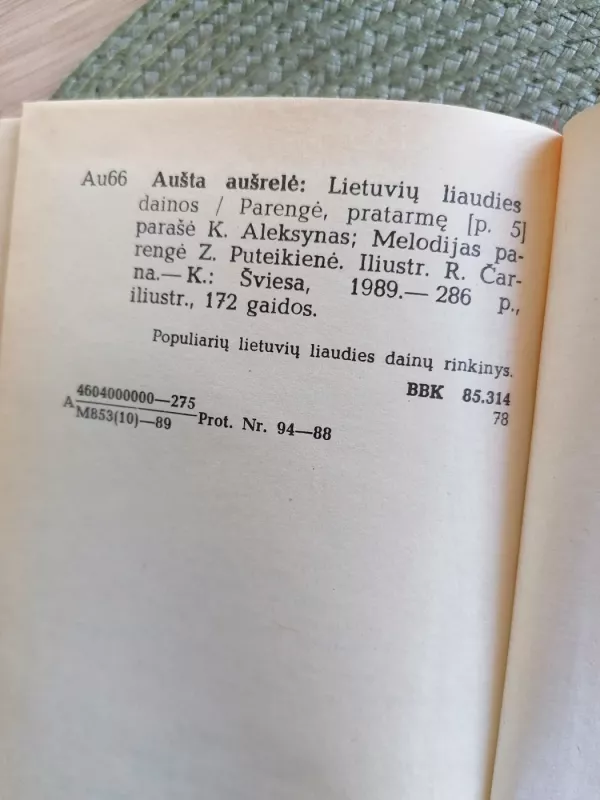 Au66 Aušta aušrelė: Lietuvių liaudies
dainos / Parengė, pratarmę [p. 5]
parašė K. Aleksynas; Melodijas pa-
rengė Z. Puteikienė. Iliustr. R. Čar-
na.— K.: Šviesa, 1989.— 286 p.,
iliustr., 172 gaidos.
Populiarių lietuvių liaudies dainų rinkinys.
BBK 85.314
78
4604000000—275
A M853(10)—89 Prot. Nr. 94—88